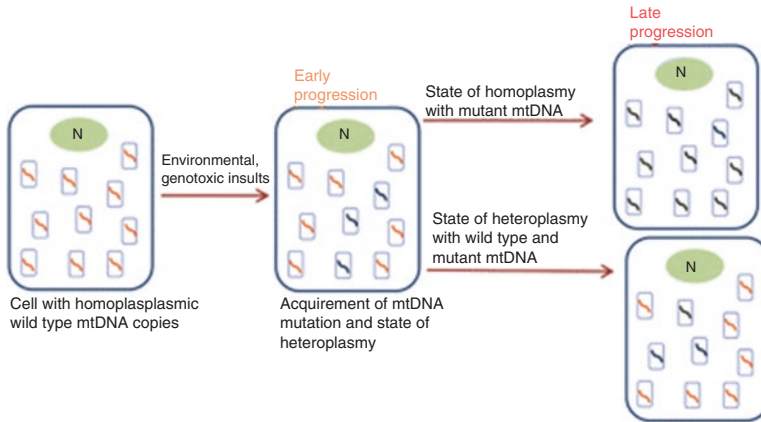 Late
progression
Early
progression
N
State of homoplasmy
with mutant mtDNA
N
N
Environmental,
genotoxic insults
State of heteroplasmy
with wild type and
mutant mtDNA
N
Cell with homoplasplasmic
wild type mtDNA copies
Acquirement of mtDNA
mutation and state of
heteroplasmy